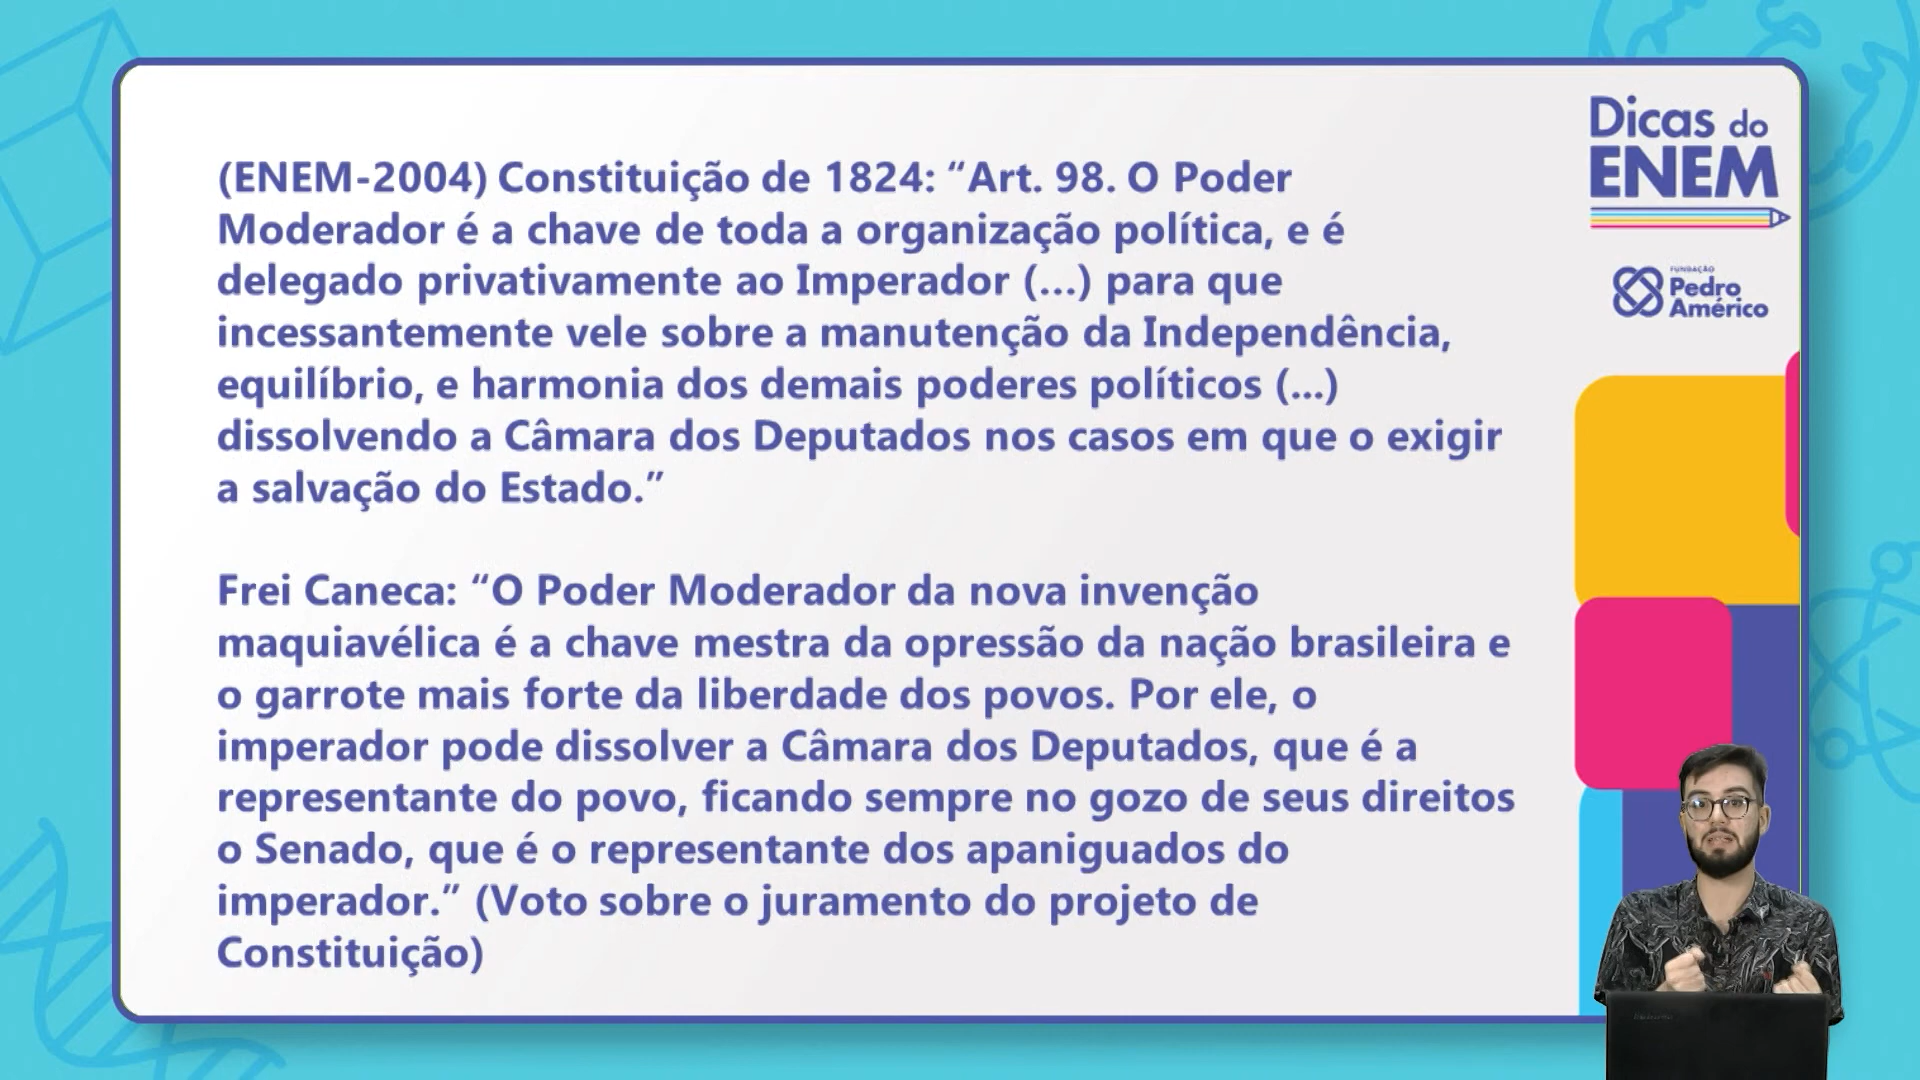 (ENEM-2004) Constituição de 1824: “Art. 98. O Poder
Moderador é a chave de toda a organização política, e é
delegado privativamente ao Imperador (…) para que
incessantemente vele sobre a manutenção da Independência,
equilíbrio, e harmonia dos demais poderes políticos (...)
dissolvendo a Câmara dos Deputados nos casos em que o exigir
a salvação do Estado.”
Frei Caneca: “O Poder Moderador da nova invenção
maquiavélica é a chave mestra da opressão da nação brasileira e
o garrote mais forte da liberdade dos povos. Por ele, o
imperador pode dissolver a Câmara dos Deputados, que é a
representante do povo, ficando sempre no gozo de seus direitos
o Senado, que é o representante dos apaniguados do
imperador.” (Voto sobre o juramento do projeto de
Constituição)
Dicas do
ENEM
FUNDAÇÃO
Pedro
Américo